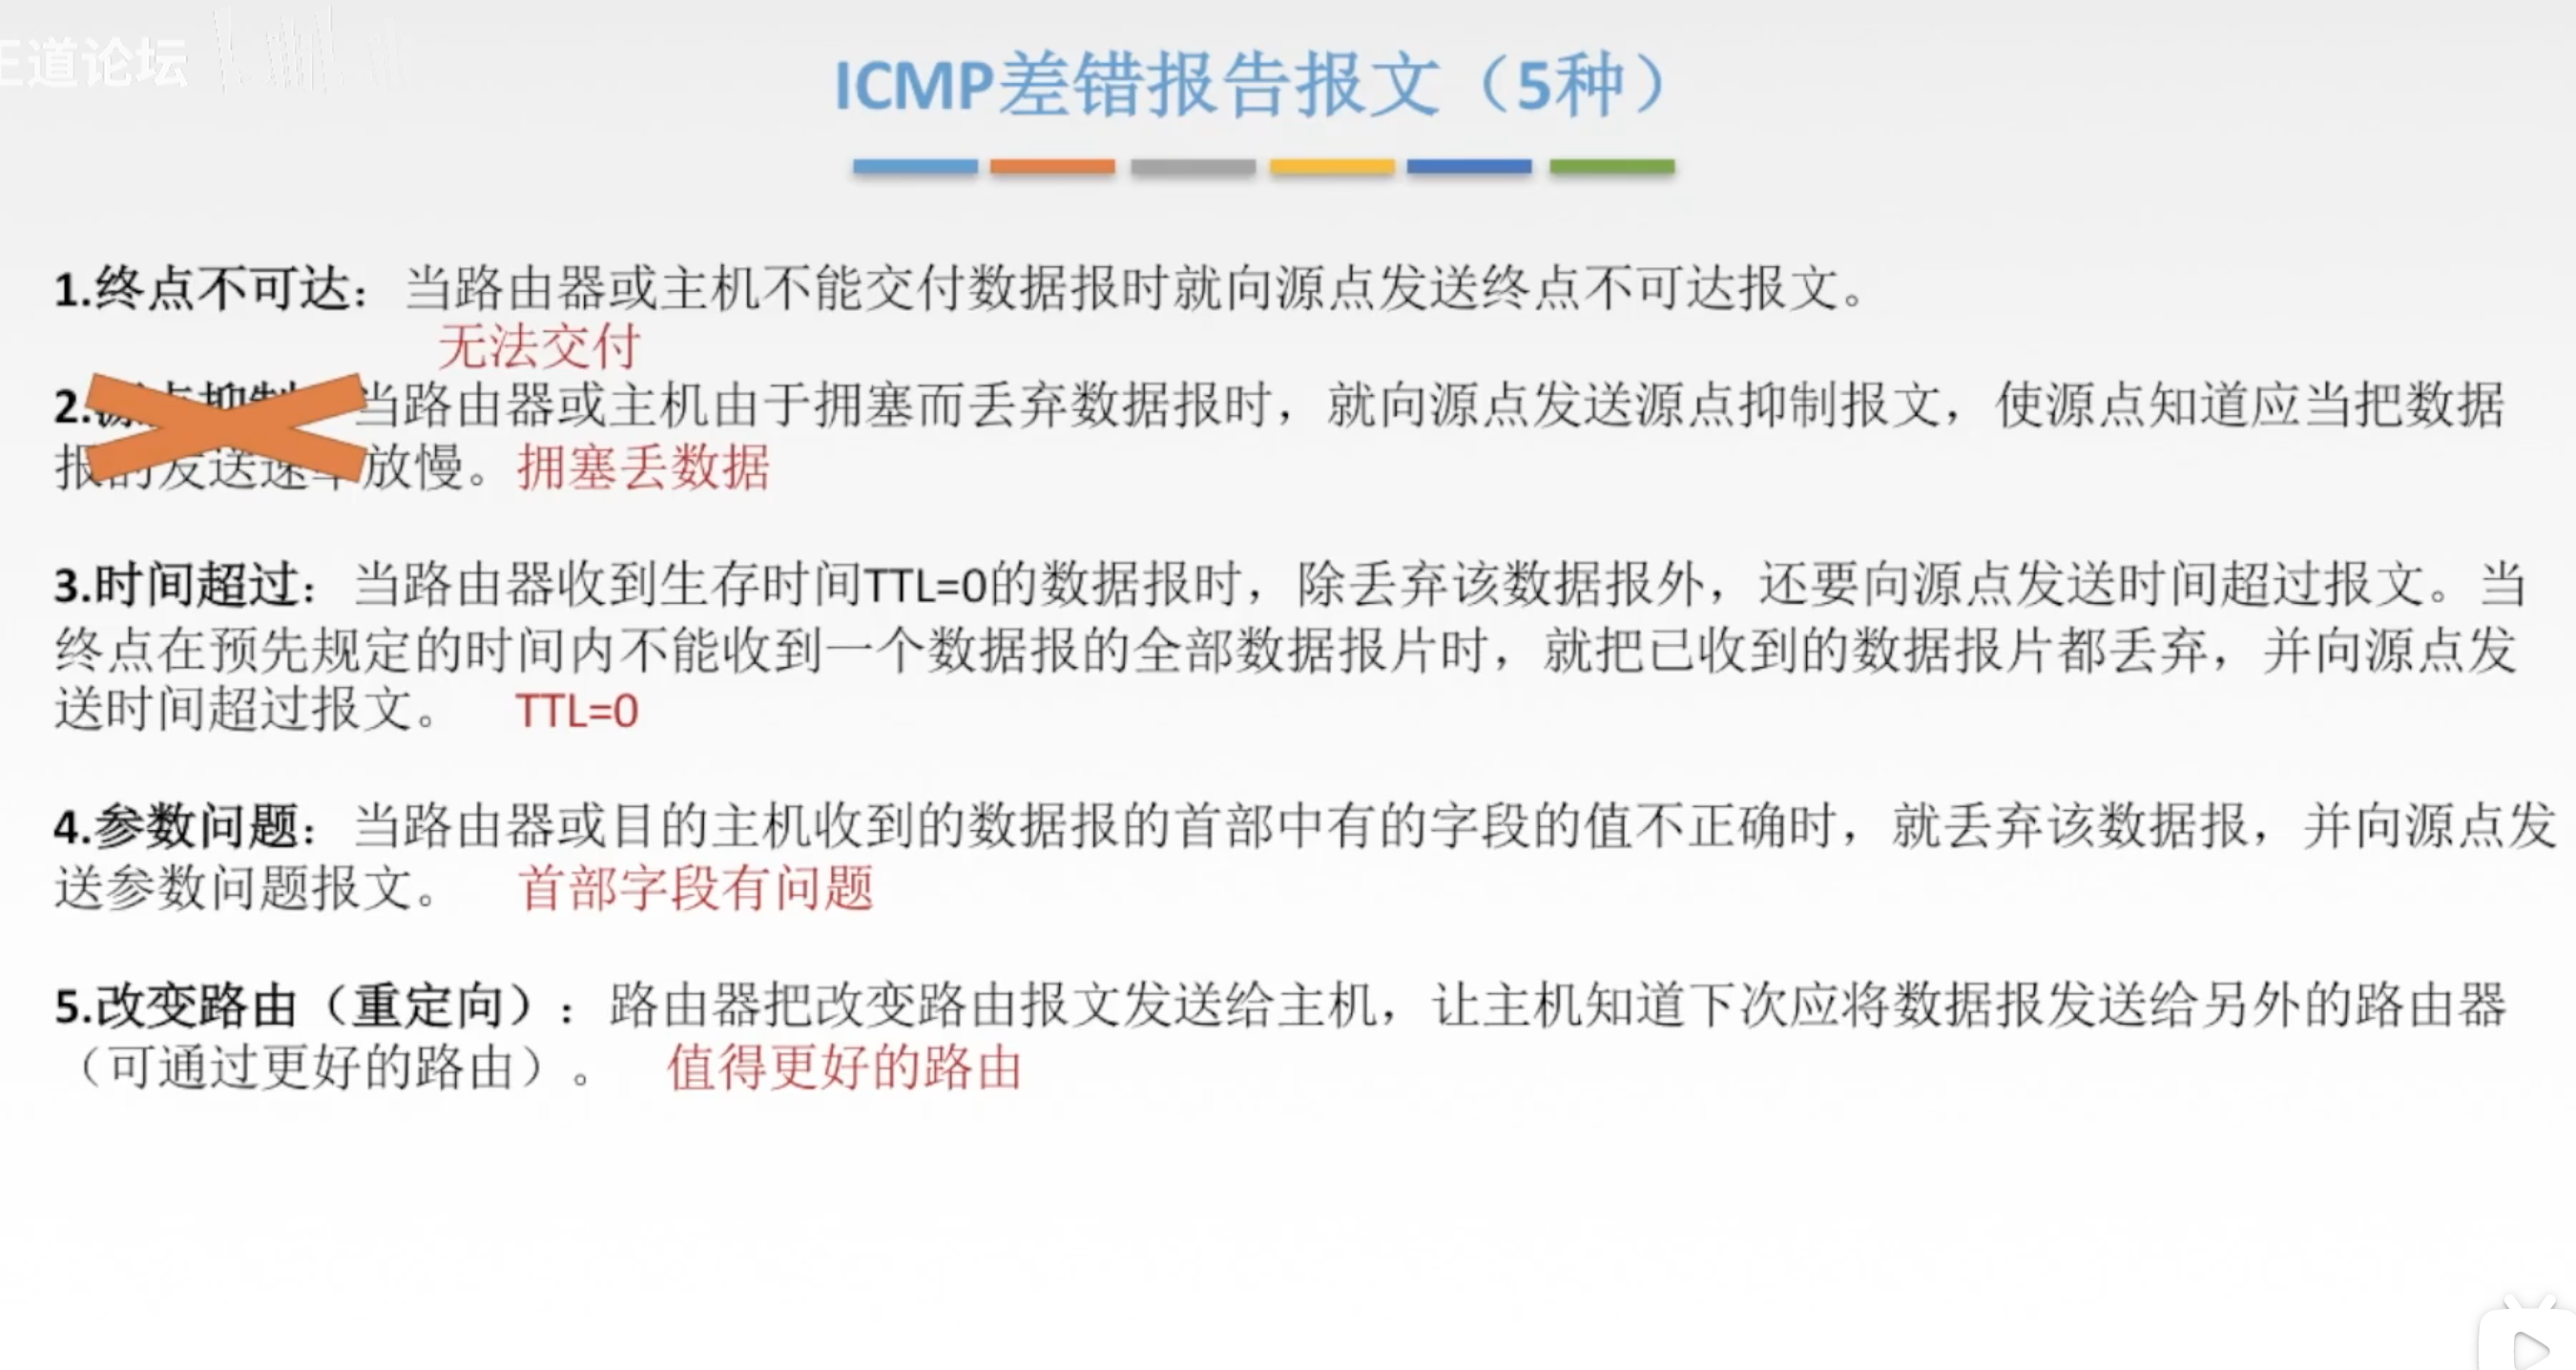 王道论坛
ICMP差错报告报文（5种）
1.终点不可达：当路由器或主机不能交付数据报时就向源点发送终点不可达报文。
无法交付
2. 当路由器或主机由于拥塞而丢弃数据报时，就向源点发送源点抑制报文，使源点知道应当把数据
报的发送速率放慢。拥塞丢数据
3.时间超过：当路由器收到生存时间TTL=0的数据报时，除丢弃该数据报外，还要向源点发送时间超过报文。当
终点在预先规定的时间内不能收到一个数据报的全部数据报片时，就把已收到的数据报片都丢弃，并向源点发
送时间超过报文。 TTL=0
4.参数问题：当路由器或目的主机收到的数据报的首部中有的字段的值不正确时，就丢弃该数据报，并向源点发
送参数问题报文。 首部字段有问题
5.改变路由（重定向）：路由器把改变路由报文发送给主机，让主机知道下次应将数据报发送给另外的路由器
（可通过更好的路由）。 值得更好的路由